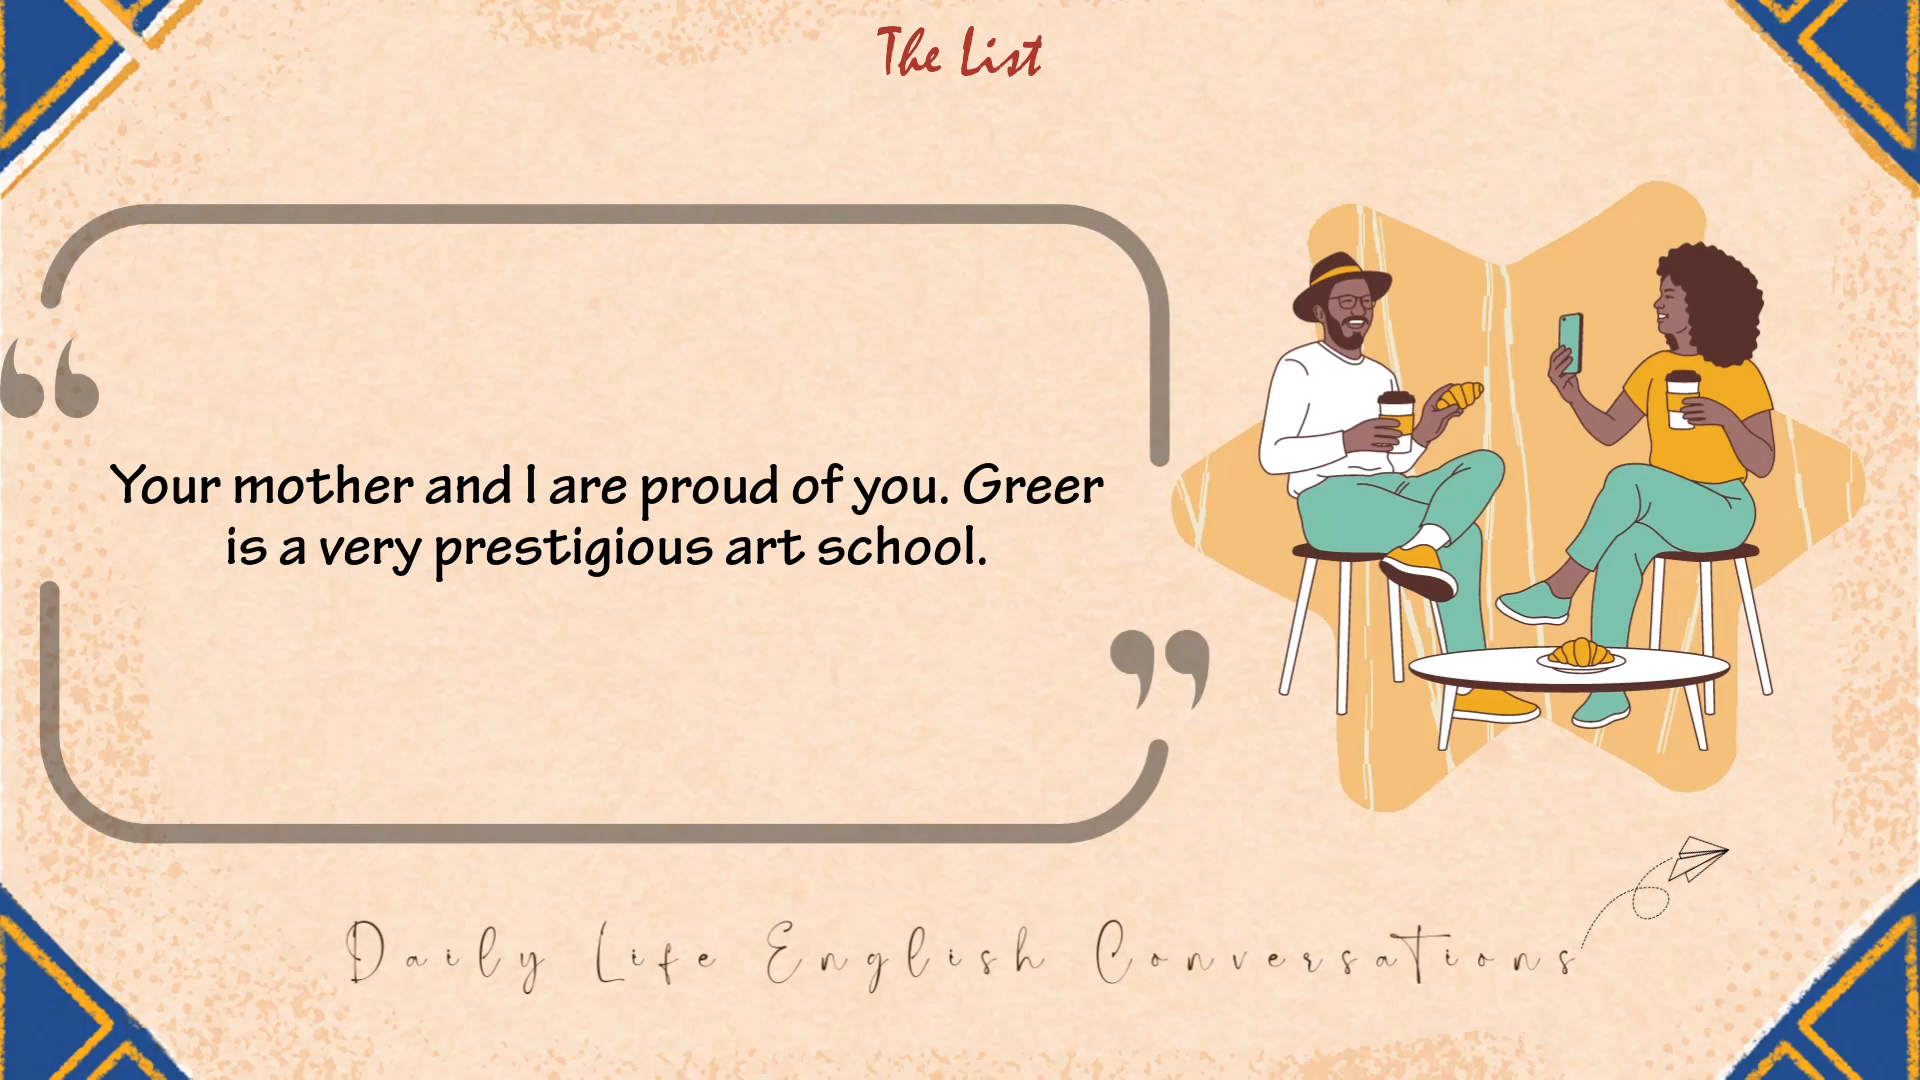 The List
Your mother and I are proud of you. Greer
is a very prestigious art school.
Daily Life English Conversations